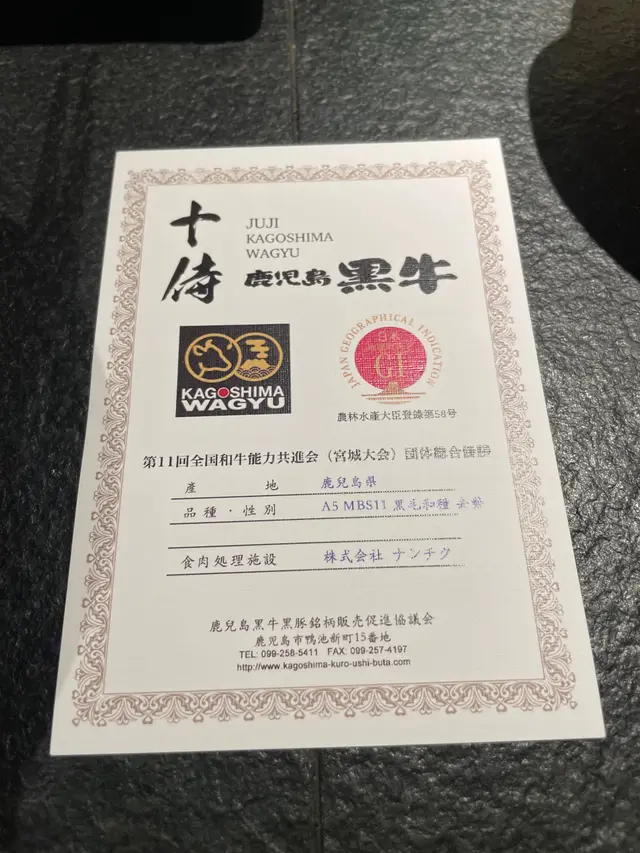 十侍
JUJI
KAGOSHIMA
WAGYU
鹿児島 黒牛
KAGOSHIMA
WAGYU
JAPAN GEOGRAPHICAL INDICATION
日本
GI
農林水産大臣登録第58号
第11回全国和牛能力共進会（宮城大会）団体総合優勝
産 地 鹿児島県
品種・性別 A5 MBS11 黒毛和種 去勢
食肉処理施設 株式会社 ナンチク
鹿児島黒牛黒豚銘柄販売促進協議会
鹿児島市鴨池新町15番地
TEL: 099-258-5411 FAX: 099-257-4197
http://www.kagoshima-kuro-ushi-buta.com